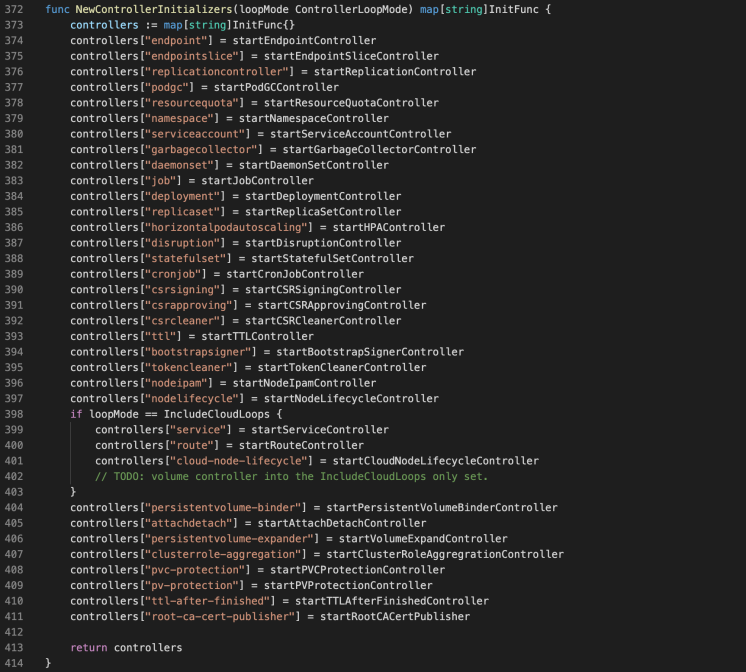 372 func NewControllerInitializers(loopMode ControllerLoopMode) map[string]InitFunc {
373     controllers := map[string]InitFunc{}
374     controllers["endpoint"] = startEndpointController
375     controllers["endpointslice"] = startEndpointSliceController
376     controllers["replicationcontroller"] = startReplicationController
377     controllers["podgc"] = startPodGCController
378     controllers["resourcequota"] = startResourceQuotaController
379     controllers["namespace"] = startNamespaceController
380     controllers["serviceaccount"] = startServiceAccountController
381     controllers["garbagecollector"] = startGarbageCollectorController
382     controllers["daemonset"] = startDaemonSetController
383     controllers["job"] = startJobController
384     controllers["deployment"] = startDeploymentController
385     controllers["replicaset"] = startReplicaSetController
386     controllers["horizontalpodautoscaling"] = startHPAController
387     controllers["disruption"] = startDisruptionController
388     controllers["statefulset"] = startStatefulSetController
389     controllers["cronjob"] = startCronJobController
390     controllers["csrsigning"] = startCSRSigningController
391     controllers["csrapproving"] = startCSRApprovingController
392     controllers["csrcleaner"] = startCSRCleanerController
393     controllers["ttl"] = startTTLController
394     controllers["bootstrapsigner"] = startBootstrapSignerController
395     controllers["tokencleaner"] = startTokenCleanerController
396     controllers["nodeipam"] = startNodeIpamController
397     controllers["nodelifecycle"] = startNodeLifecycleController
398     if loopMode == IncludeCloudLoops {
399         controllers["service"] = startServiceController
400         controllers["route"] = startRouteController
401         controllers["cloud-node-lifecycle"] = startCloudNodeLifecycleController
402         // TODO: volume controller into the IncludeCloudLoops only set.
403     }
404     controllers["persistentvolume-binder"] = startPersistentVolumeBinderController
405     controllers["attachdetach"] = startAttachDetachController
406     controllers["persistentvolume-expander"] = startVolumeExpandController
407     controllers["clusterrole-aggregation"] = startClusterRoleAggregrationController
408     controllers["pvc-protection"] = startPVCProtectionController
409     controllers["pv-protection"] = startPVProtectionController
410     controllers["ttl-after-finished"] = startTTLAfterFinishedController
411     controllers["root-ca-cert-publisher"] = startRootCACertPublisher
412
413     return controllers
414 }